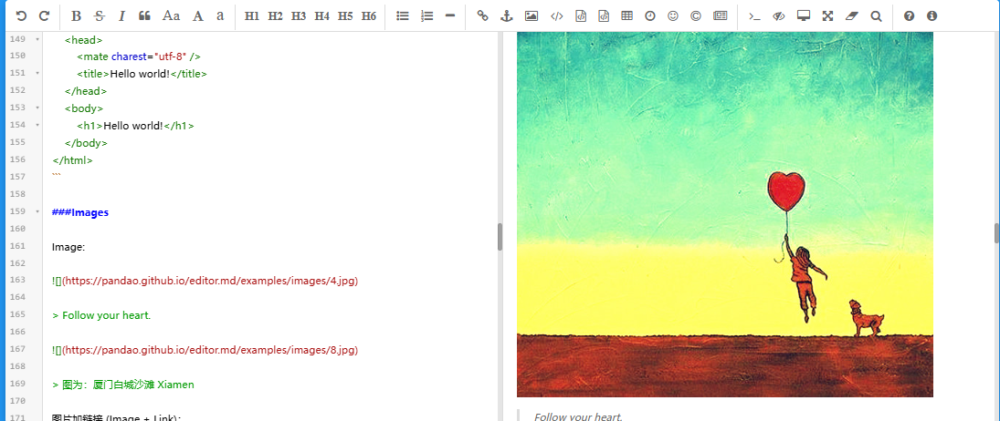 B S I “ Aa A a H1 H2 H3 H4 H5 H6
149 <head>
150 <mate charest="utf-8" />
151 <title>Hello world!</title>
152 </head>
153 <body>
154 <h1>Hello world!</h1>
155 </body>
156 </html>
157 ```
158
159 ###Images
160
161 Image:
162
163 ![](https://pandao.github.io/editor.md/examples/images/4.jpg)
164
165 > Follow your heart.
166
167 ![](https://pandao.github.io/editor.md/examples/images/8.jpg)
168
169 > 图为：厦门白城沙滩 Xiamen
170
171 图片加链接 (Image + Link)：
Follow your heart.